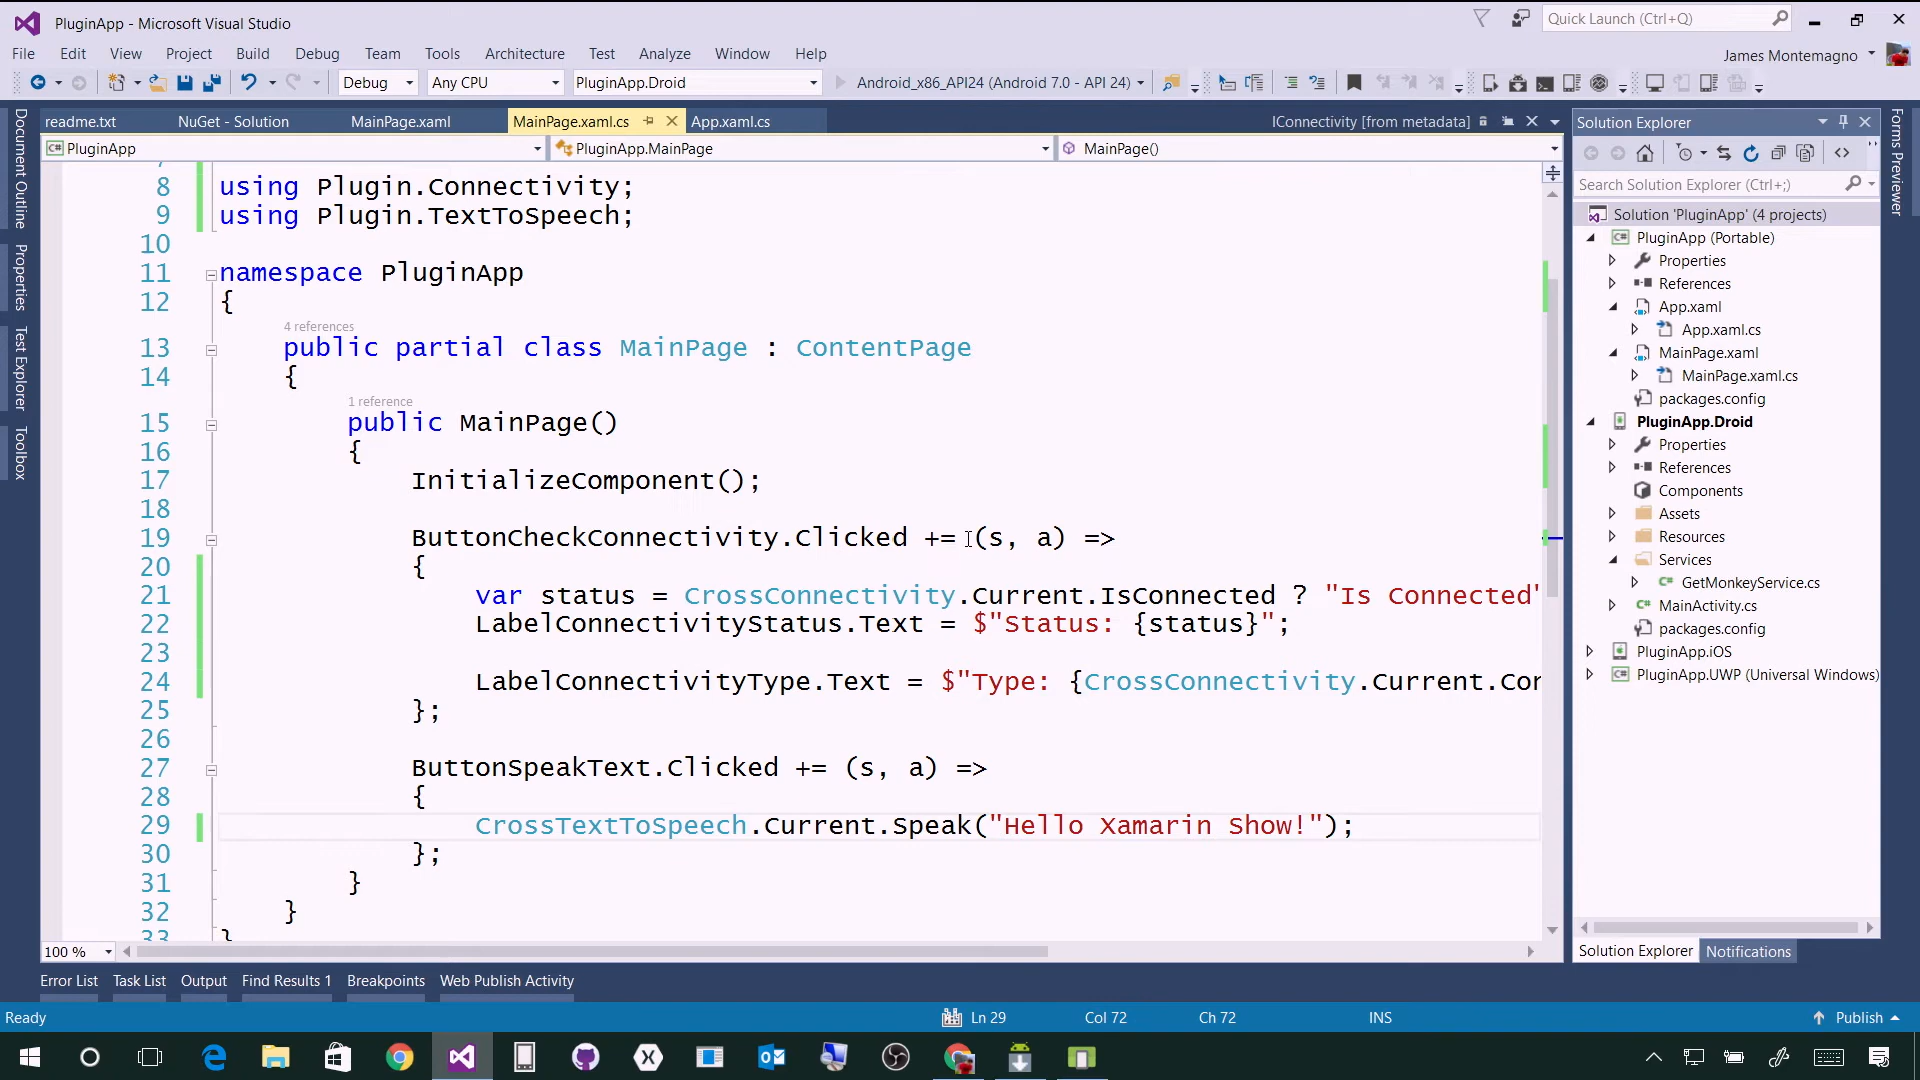 PluginApp - Microsoft Visual Studio
Quick Launch (Ctrl+Q)
File Edit View Project Build Debug Team Tools Architecture Test Analyze Window Help
James Montemagno
Debug Any CPU PluginApp.Droid Android_x86_API24 (Android 7.0 - API 24)
readme.txt NuGet - Solution MainPage.xaml MainPage.xaml.cs App.xaml.cs IConnectivity [from metadata]
PluginApp PluginApp.MainPage MainPage()
Document Outline
Properties
Test Explorer
Toolbox
8 using Plugin.Connectivity;
9 using Plugin.TextToSpeech;
10
11 namespace PluginApp
12 {
4 references
13 public partial class MainPage : ContentPage
14 {
1 reference
15 public MainPage()
16 {
17 InitializeComponent();
18
19 ButtonCheckConnectivity.Clicked += (s, a) =>
20 {
21 var status = CrossConnectivity.Current.IsConnected ? "Is Connected"
22 LabelConnectivityStatus.Text = $"Status: {status}";
23
24 LabelConnectivityType.Text = $"Type: {CrossConnectivity.Current.Con
25 };
26
27 ButtonSpeakText.Clicked += (s, a) =>
28 {
29 CrossTextToSpeech.Current.Speak("Hello Xamarin Show!");
30 };
31 }
32 }
33 }
100 %
Solution Explorer
Search Solution Explorer (Ctrl+;)
Solution 'PluginApp' (4 projects)
PluginApp (Portable)
Properties
References
App.xaml
App.xaml.cs
MainPage.xaml
MainPage.xaml.cs
packages.config
PluginApp.Droid
Properties
References
Components
Assets
Resources
Services
GetMonkeyService.cs
MainActivity.cs
packages.config
PluginApp.iOS
PluginApp.UWP (Universal Windows)
Solution Explorer Notifications
Forms Previewer
Error List Task List Output Find Results 1 Breakpoints Web Publish Activity
Ready Ln 29 Col 72 Ch 72 INS Publish